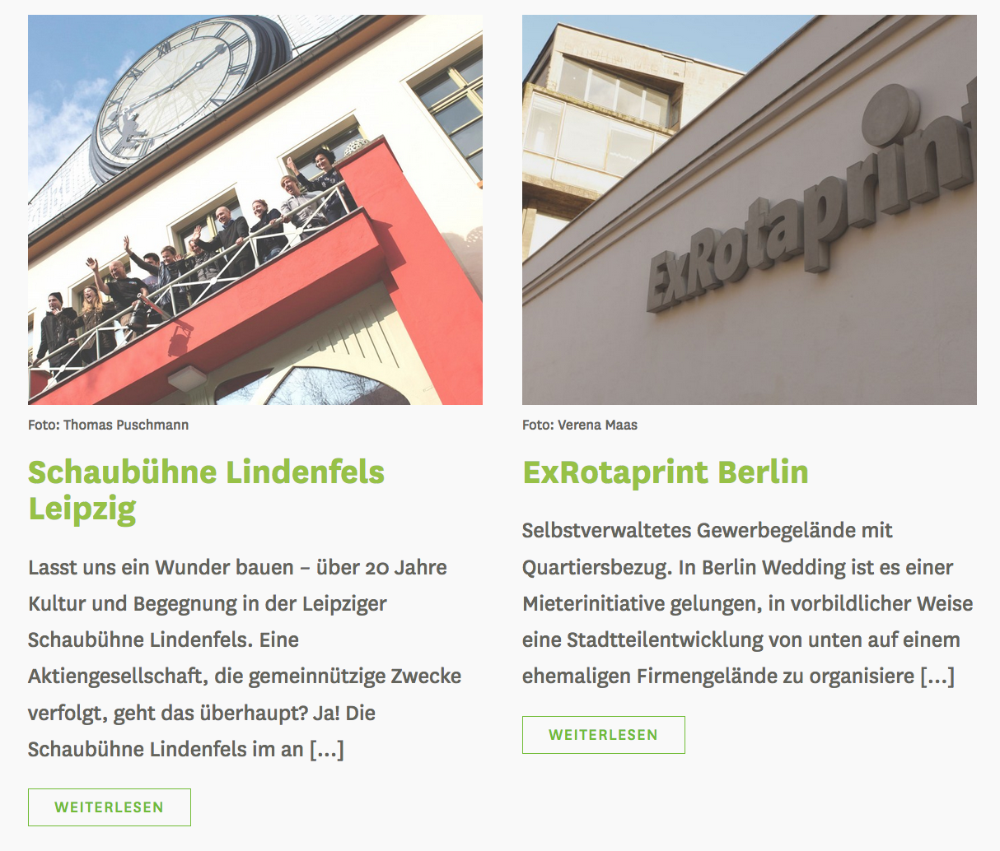 ExRotaprint
Foto: Thomas Puschmann
Schaubühne Lindenfels
Leipzig
Lasst uns ein Wunder bauen – über 20 Jahre
Kultur und Begegnung in der Leipziger
Schaubühne Lindenfels. Eine
Aktiengesellschaft, die gemeinnützige Zwecke
verfolgt, geht das überhaupt? Ja! Die
Schaubühne Lindenfels im an [...]
WEITERLESEN
Foto: Verena Maas
ExRotaprint Berlin
Selbstverwaltetes Gewerbegelände mit
Quartiersbezug. In Berlin Wedding ist es einer
Mieterinitiative gelungen, in vorbildlicher Weise
eine Stadtteilentwicklung von unten auf einem
ehemaligen Firmengelände zu organisiere [...]
WEITERLESEN